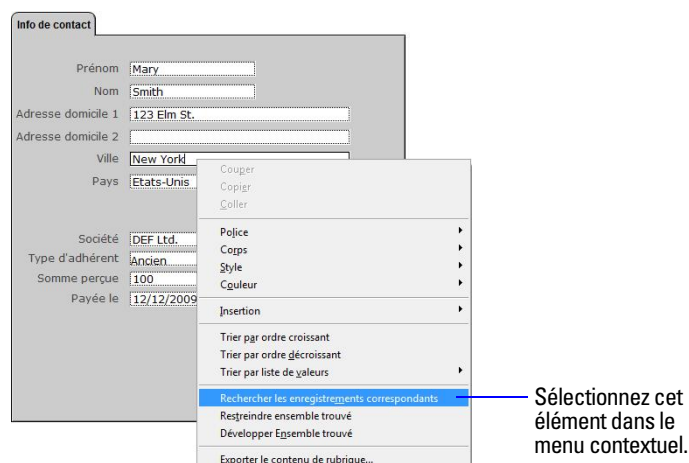 Info de contact
Prénom Mary
Nom Smith
Adresse domicile 1 123 Elm St.
Adresse domicile 2
Ville New York
Pays Etats-Unis
Société DEF Ltd.
Type d'adhérent Ancien
Somme perçue 100
Payée le 12/12/2009
Couper
Copier
Coller
Police
Corps
Style
Couleur
Insertion
Trier par ordre croissant
Trier par ordre décroissant
Trier par liste de valeurs
Rechercher les enregistrements correspondants
Restreindre ensemble trouvé
Développer Ensemble trouvé
Exporter le contenu de rubrique...
Sélectionnez cet
élément dans le
menu contextuel.